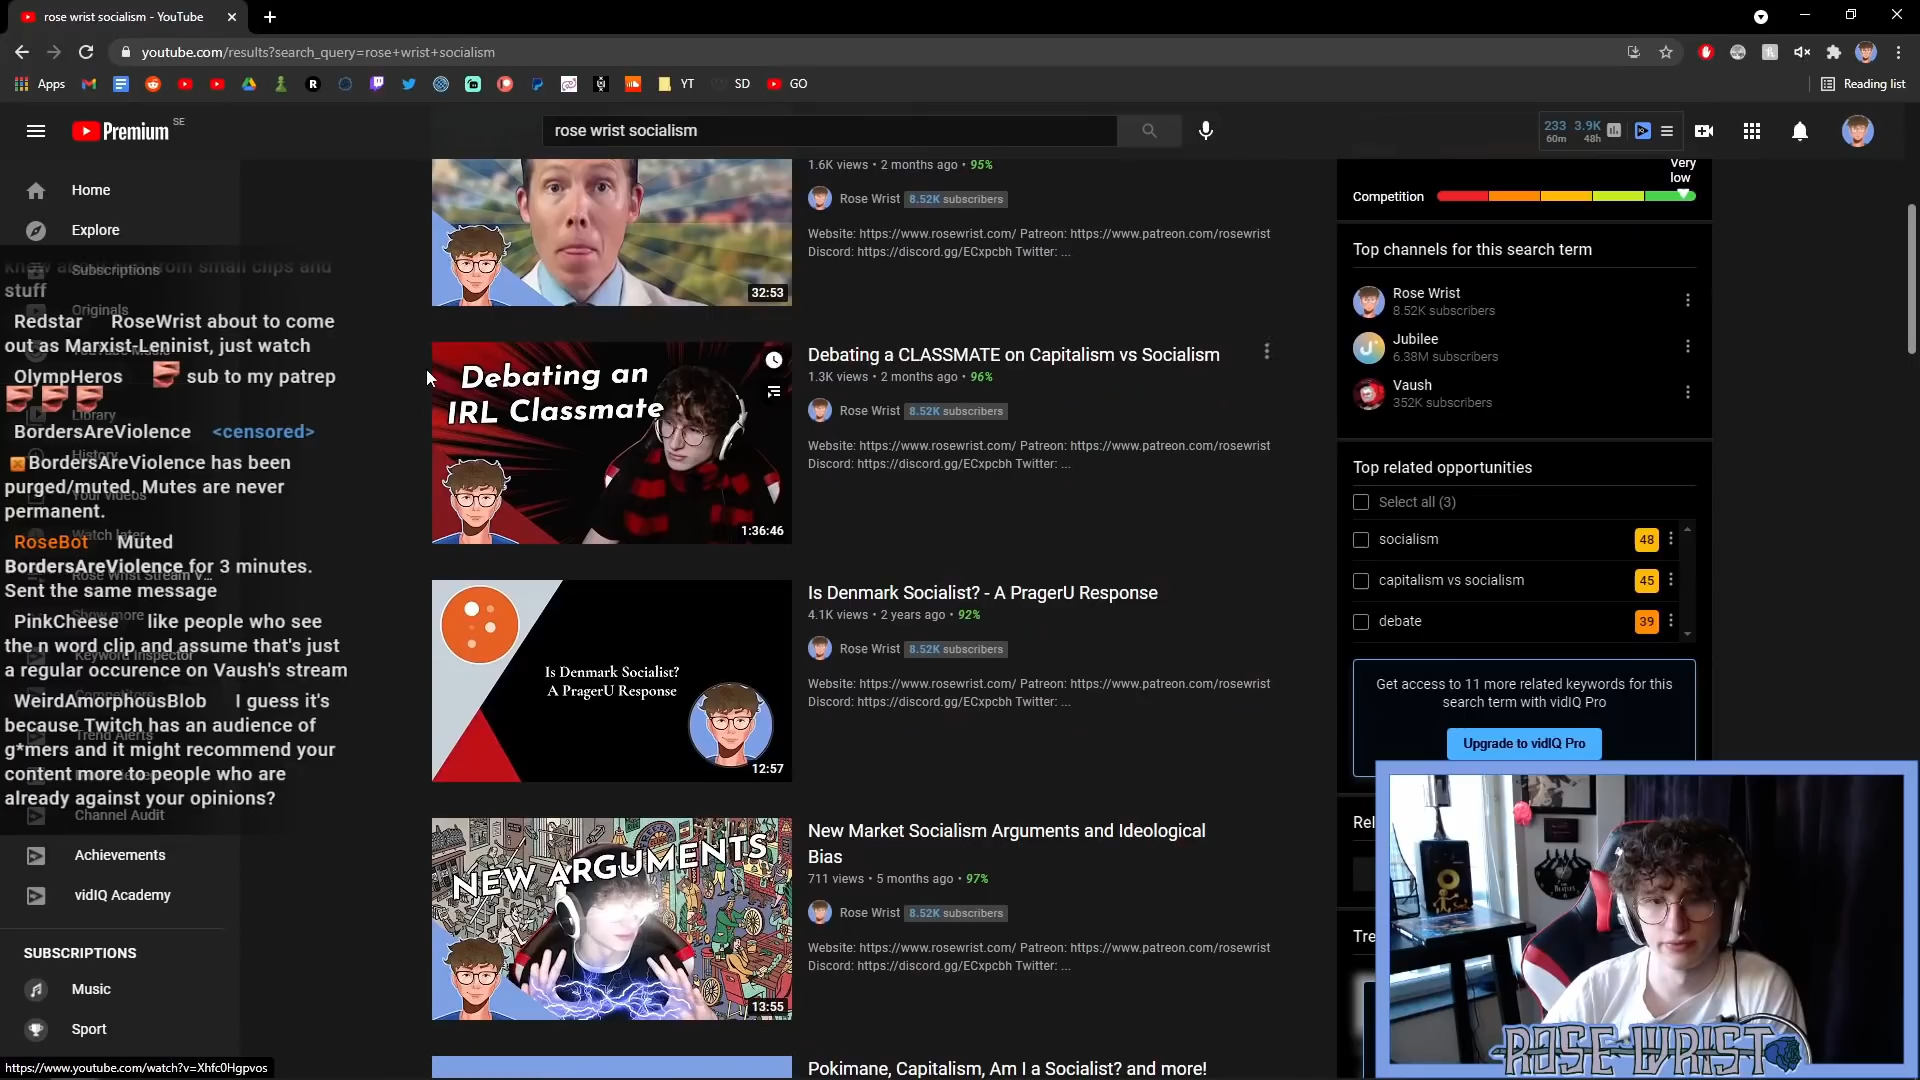 rose wrist socialism - YouTube
youtube.com/results?search_query=rose+wrist+socialism
Apps
YT
SD
GO
Reading list
Premium SE
rose wrist socialism
233 3.9K
60m 48h
Home
Explore
Subscriptions
Originals
Library
History
Your videos
Watch later
Rose Wrist Stream V...
Show more
Keyword Inspector
Competitors
Trend Alerts
Channel Audit
Achievements
vidIQ Academy
SUBSCRIPTIONS
Music
Sport
know about him from small clips and
stuff
Redstar RoseWrist about to come
out as Marxist-Leninist, just watch
OlympHeros sub to my patrep
BordersAreViolence <censored>
BordersAreViolence has been
purged/muted. Mutes are never
permanent.
RoseBot Muted
BordersAreViolence for 3 minutes.
Sent the same message
PinkCheese like people who see
the n word clip and assume that's just
a regular occurence on Vaush's stream
WeirdAmorphousBlob I guess it's
because Twitch has an audience of
g*mers and it might recommend your
content more to people who are
already against your opinions?
https://www.youtube.com/watch?v=Xhfc0Hgpvos
32:53
1.6K views • 2 months ago • 95%
Rose Wrist 8.52K subscribers
Website: https://www.rosewrist.com/ Patreon: https://www.patreon.com/rosewrist
Discord: https://discord.gg/ECxpcbh Twitter: ...
Debating an
IRL Classmate
1:36:46
Debating a CLASSMATE on Capitalism vs Socialism
1.3K views • 2 months ago • 96%
Rose Wrist 8.52K subscribers
Website: https://www.rosewrist.com/ Patreon: https://www.patreon.com/rosewrist
Discord: https://discord.gg/ECxpcbh Twitter: ...
Is Denmark Socialist?
A PragerU Response
12:57
Is Denmark Socialist? - A PragerU Response
4.1K views • 2 years ago • 92%
Rose Wrist 8.52K subscribers
Website: https://www.rosewrist.com/ Patreon: https://www.patreon.com/rosewrist
Discord: https://discord.gg/ECxpcbh Twitter: ...
NEW ARGUMENTS
13:55
New Market Socialism Arguments and Ideological
Bias
711 views • 5 months ago • 97%
Rose Wrist 8.52K subscribers
Website: https://www.rosewrist.com/ Patreon: https://www.patreon.com/rosewrist
Discord: https://discord.gg/ECxpcbh Twitter: ...
Pokimane, Capitalism, Am I a Socialist? and more!
Very
low
Competition
Top channels for this search term
Rose Wrist
8.52K subscribers
Jubilee
6.38M subscribers
Vaush
352K subscribers
Top related opportunities
Select all (3)
socialism 48
capitalism vs socialism 45
debate 39
Get access to 11 more related keywords for this
search term with vidIQ Pro
Upgrade to vidIQ Pro
Rel
Tre
ROSE WRIST